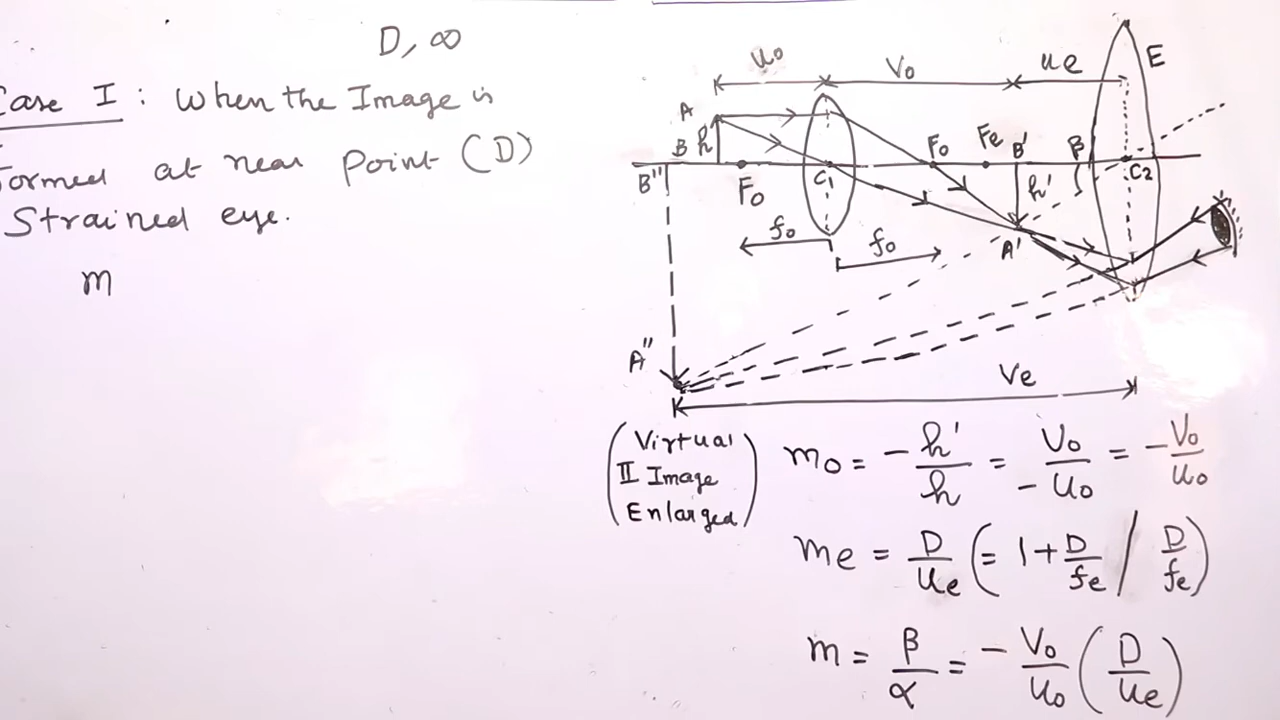 D, ∞
Case I : When the Image is
Formed at near Point (D)
Strained eye.
m
u₀ V₀ ue E
A
B h F₀ C₁ F₀ Fe B' β C₂
B" h'
f₀ f₀ A'
A"
Ve
(Virtual
II Image
Enlarged)
m₀ = - h'/h = V₀/-u₀ = - V₀/u₀
me = D/ue (= 1 + D/fe / D/fe)
m = β/α = - V₀/u₀ (D/ue)